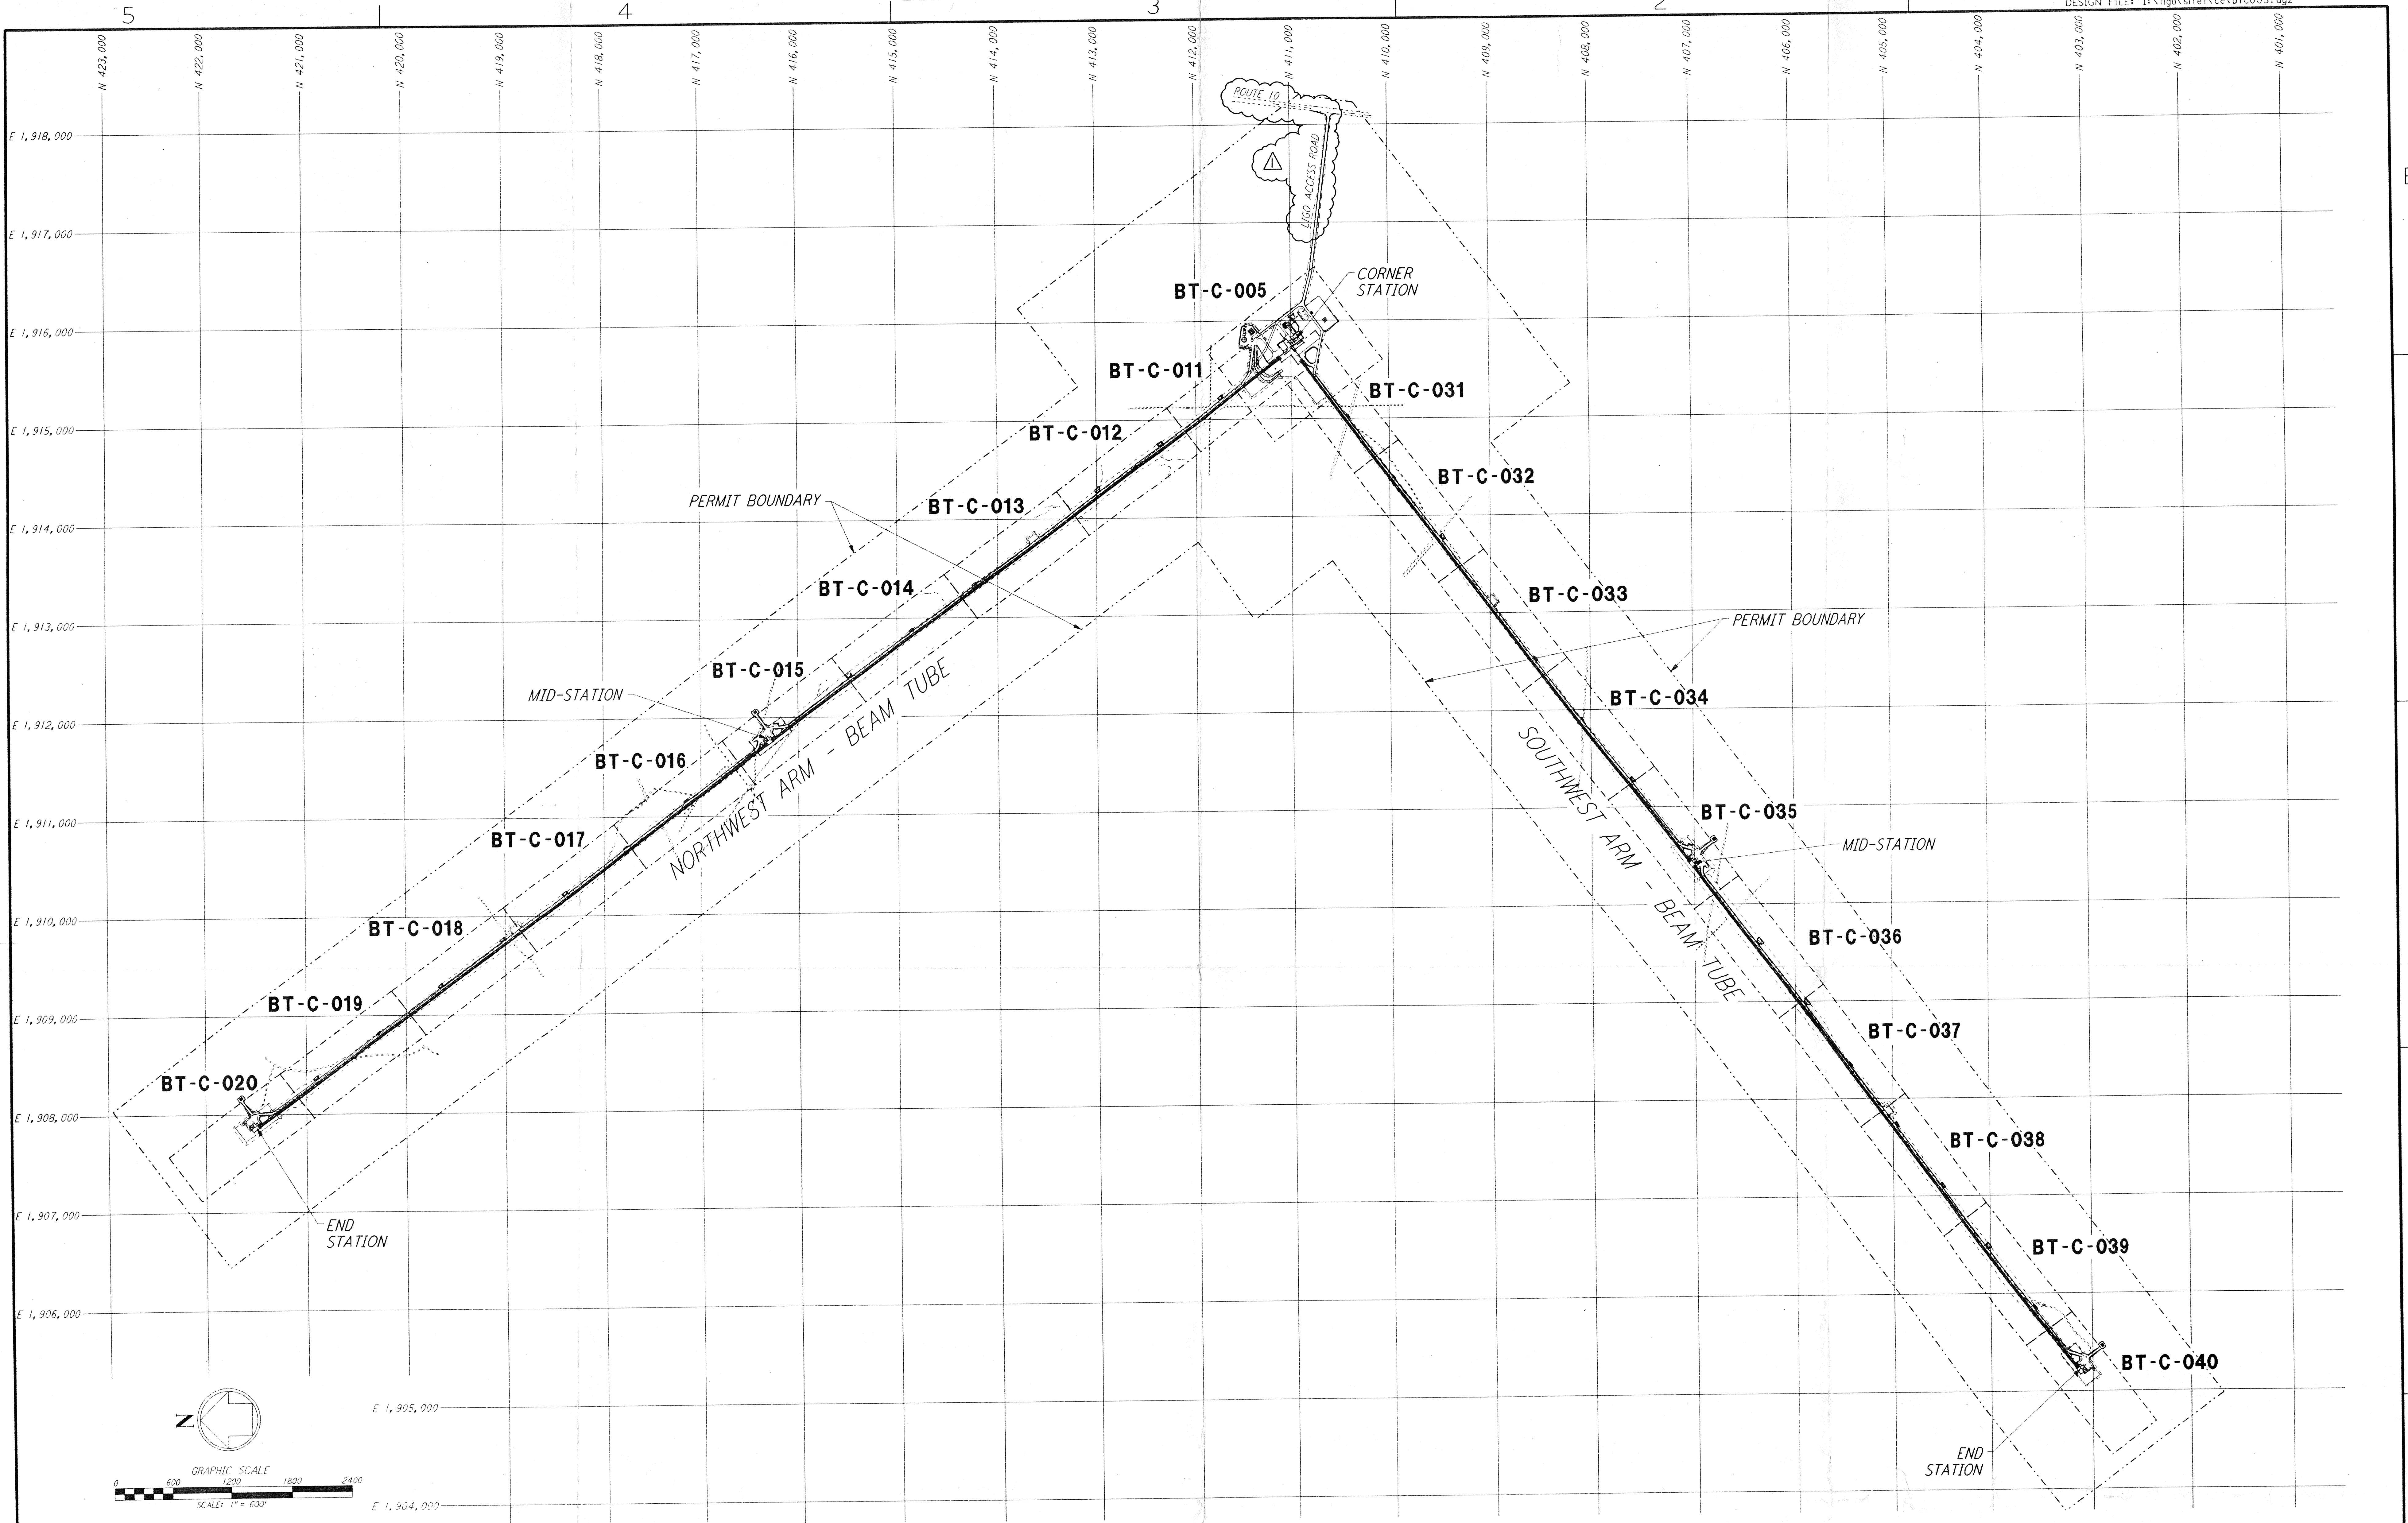 5
4
3
2
DESIGN FILE:
N 423,000
N 422,000
N 421,000
N 420,000
N 419,000
N 418,000
N 417,000
N 416,000
N 415,000
N 414,000
N 413,000
N 412,000
N 411,000
N 410,000
N 409,000
N 408,000
N 407,000
N 406,000
N 405,000
N 404,000
N 403,000
N 402,000
N 401,000
ROUTE 10
E 1,918,000
1
LIGO ACCESS ROAD
E 1,917,000
CORNER
STATION
BT-C-005
E 1,916,000
BT-C-011
BT-C-031
E 1,915,000
BT-C-012
BT-C-032
PERMIT BOUNDARY
BT-C-013
E 1,914,000
BT-C-014
BT-C-033
E 1,913,000
PERMIT BOUNDARY
BT-C-015
MID-STATION
BT-C-034
E 1,912,000
BT-C-016
NORTHWEST ARM - BEAM TUBE
SOUTHWEST ARM - BEAM TUBE
BT-C-035
E 1,911,000
BT-C-017
MID-STATION
E 1,910,000
BT-C-018
BT-C-036
BT-C-019
E 1,909,000
BT-C-037
BT-C-020
E 1,908,000
BT-C-038
E 1,907,000
END
STATION
BT-C-039
E 1,906,000
BT-C-040
E 1,905,000
N
END
STATION
GRAPHIC SCALE
0 600 1200 1800 2400
SCALE: 1" = 600'
E 1,904,000